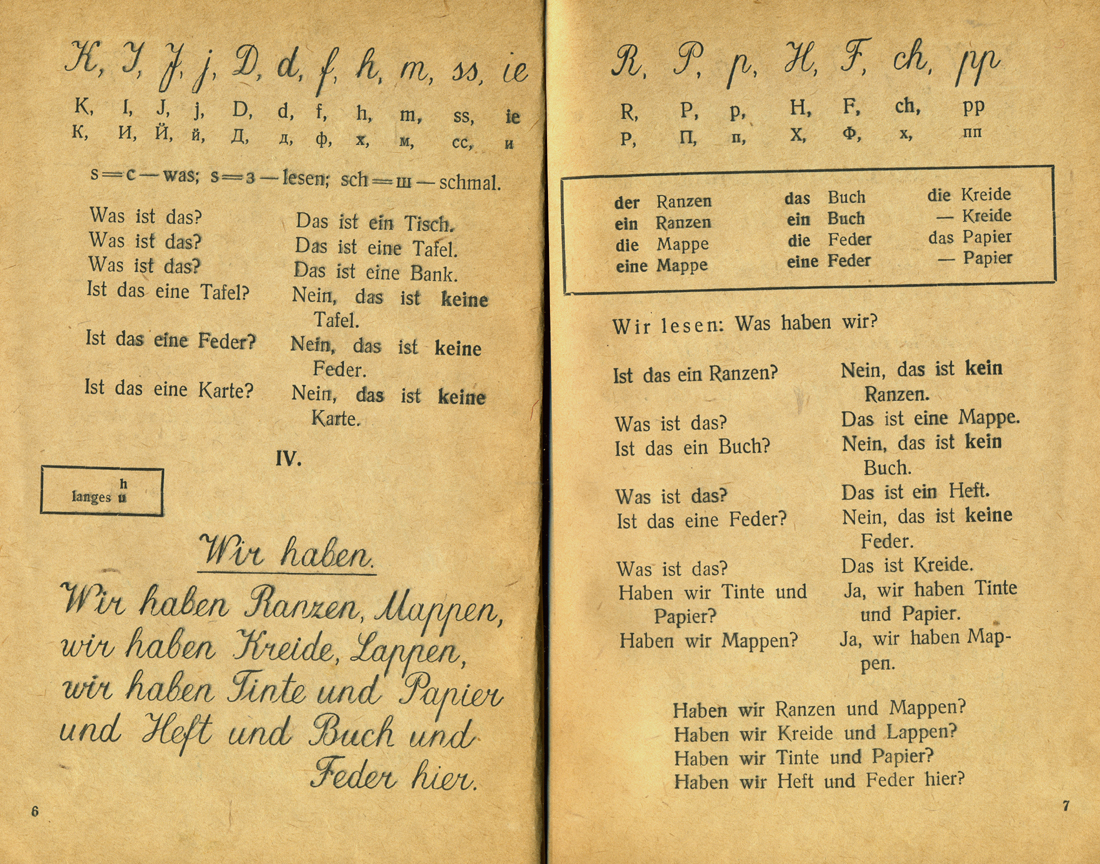 K, I, J, j, D, d, f, h, m, ss, ie
K, I, J, j, D, d, f, h, m, ss, ie
К, И, Й, й, Д, д, ф, х, м, сс, и
s=с—was; s=з—lesen; sch=ш—schmal.
Was ist das? Das ist ein Tisch.
Was ist das? Das ist eine Tafel.
Was ist das? Das ist eine Bank.
Ist das eine Tafel? Nein, das ist keine
Tafel.
Ist das eine Feder? Nein, das ist keine
Feder.
Ist das eine Karte? Nein, das ist keine
Karte.
IV.
h
langes u
Wir haben.
Wir haben Ranzen, Mappen,
wir haben Kreide, Lappen,
wir haben Tinte und Papier
und Heft und Buch und
Feder hier.
6
R, P, p, H, F, ch, pp
R, P, p, H, F, ch, pp
Р, П, п, Х, Ф, х, пп
der Ranzen das Buch die Kreide
ein Ranzen ein Buch — Kreide
die Mappe die Feder das Papier
eine Mappe eine Feder — Papier
Wir lesen: Was haben wir?
Ist das ein Ranzen? Nein, das ist kein
Ranzen.
Was ist das? Das ist eine Mappe.
Ist das ein Buch? Nein, das ist kein
Buch.
Was ist das? Das ist ein Heft.
Ist das eine Feder? Nein, das ist keine
Feder.
Was ist das? Das ist Kreide.
Haben wir Tinte und Ja, wir haben Tinte
Papier? und Papier.
Haben wir Mappen? Ja, wir haben Map-
pen.
Haben wir Ranzen und Mappen?
Haben wir Kreide und Lappen?
Haben wir Tinte und Papier?
Haben wir Heft und Feder hier?
7